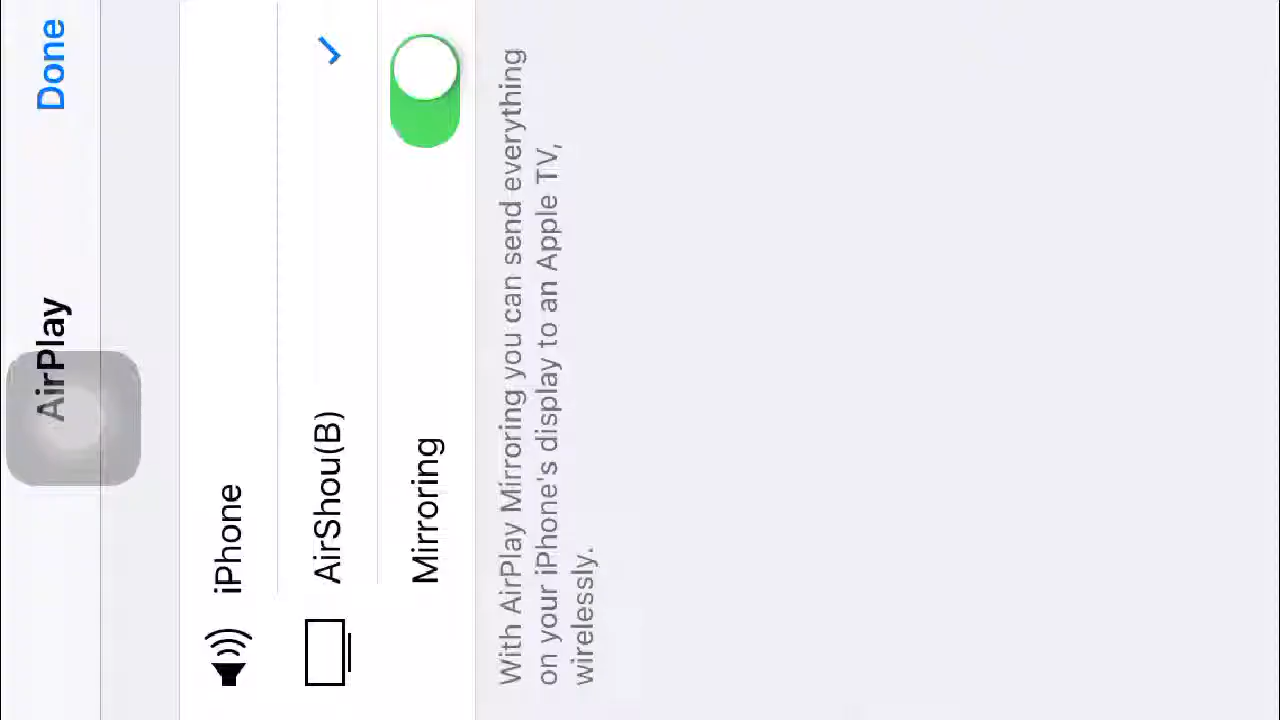 AirPlay
Done
iPhone
AirShou(B)
Mirroring
With AirPlay Mirroring you can send everything
on your iPhone's display to an Apple TV,
wirelessly.